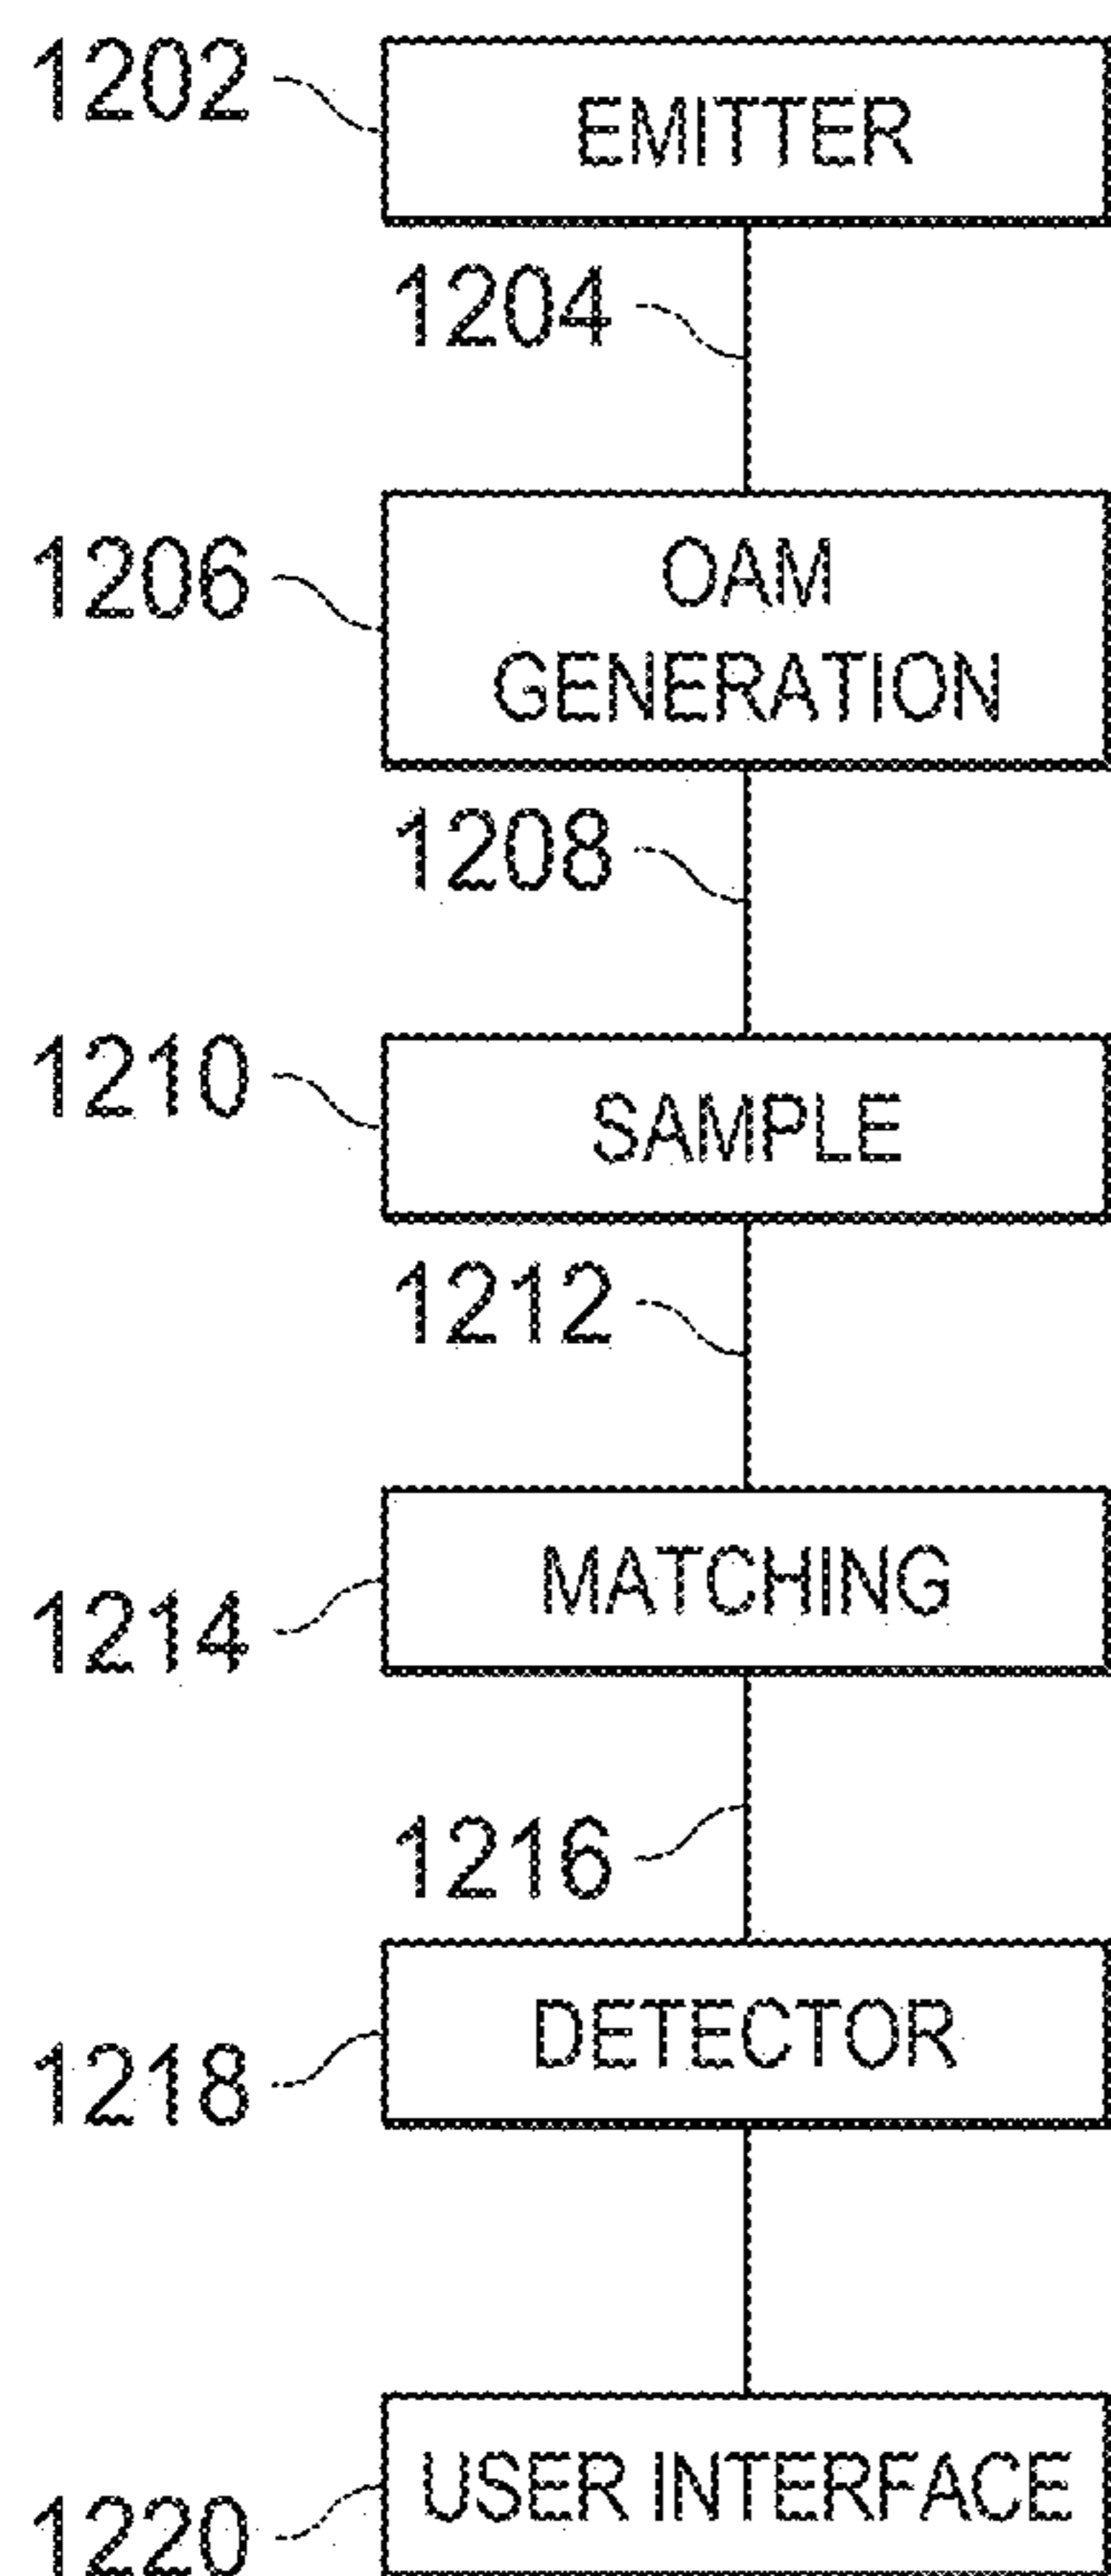 1202
EMITTER
1204
1206
OAM
GENERATION
1208
1210
SAMPLE
1212
MATCHING
1214
1216
DETECTOR
1218
USER INTERFACE
1220